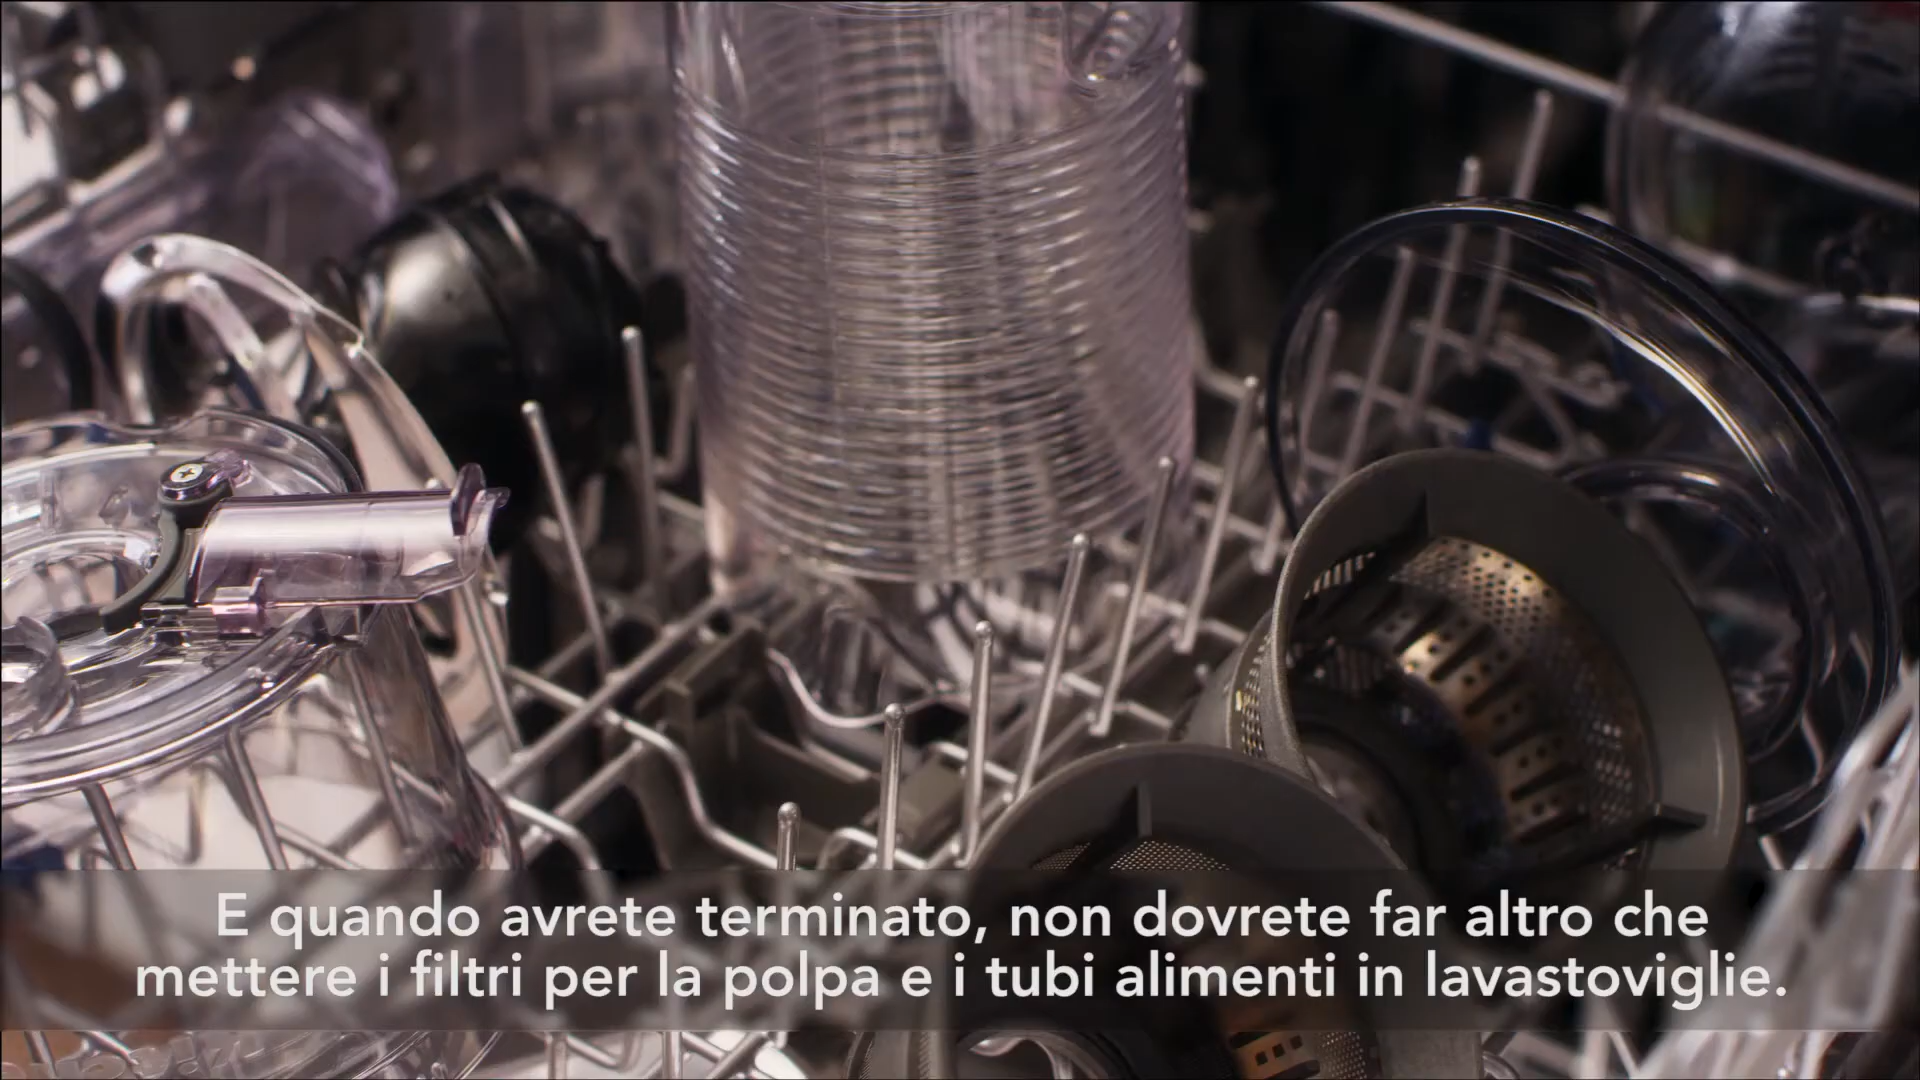 E quando avrete terminato, non dovrete far altro che
mettere i filtri per la polpa e i tubi alimenti in lavastoviglie.